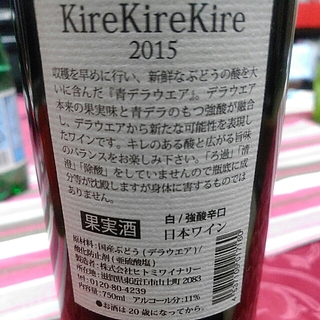 KireKireKire
2015
収穫を早めに行い、新鮮なぶどうの酸を大
いに含んだ『青デラウエア』。デラウエア
本来の果実味と青デラのもつ強酸が融合
し、デラウエアから新たな可能性を表現し
たワインです。キレのある酸と広がる旨味
のバランスをお楽しみ下さい。「ろ過」「清
澄」「除酸」をしていませんので瓶底に成
分等が沈殿しますが身体に害するものでは
ありません。
果実酒
白/強酸辛口
日本ワイン
原材料:国産ぶどう(デラウエア)/
酸化防止剤(亜硫酸塩)
製造者:株式会社ヒトミワイナリー
所在地:滋賀県東近江市山上町2083
☎:0120-80-4239
内容量:750ml アルコール分:11%
●お酒は20歳になってから。